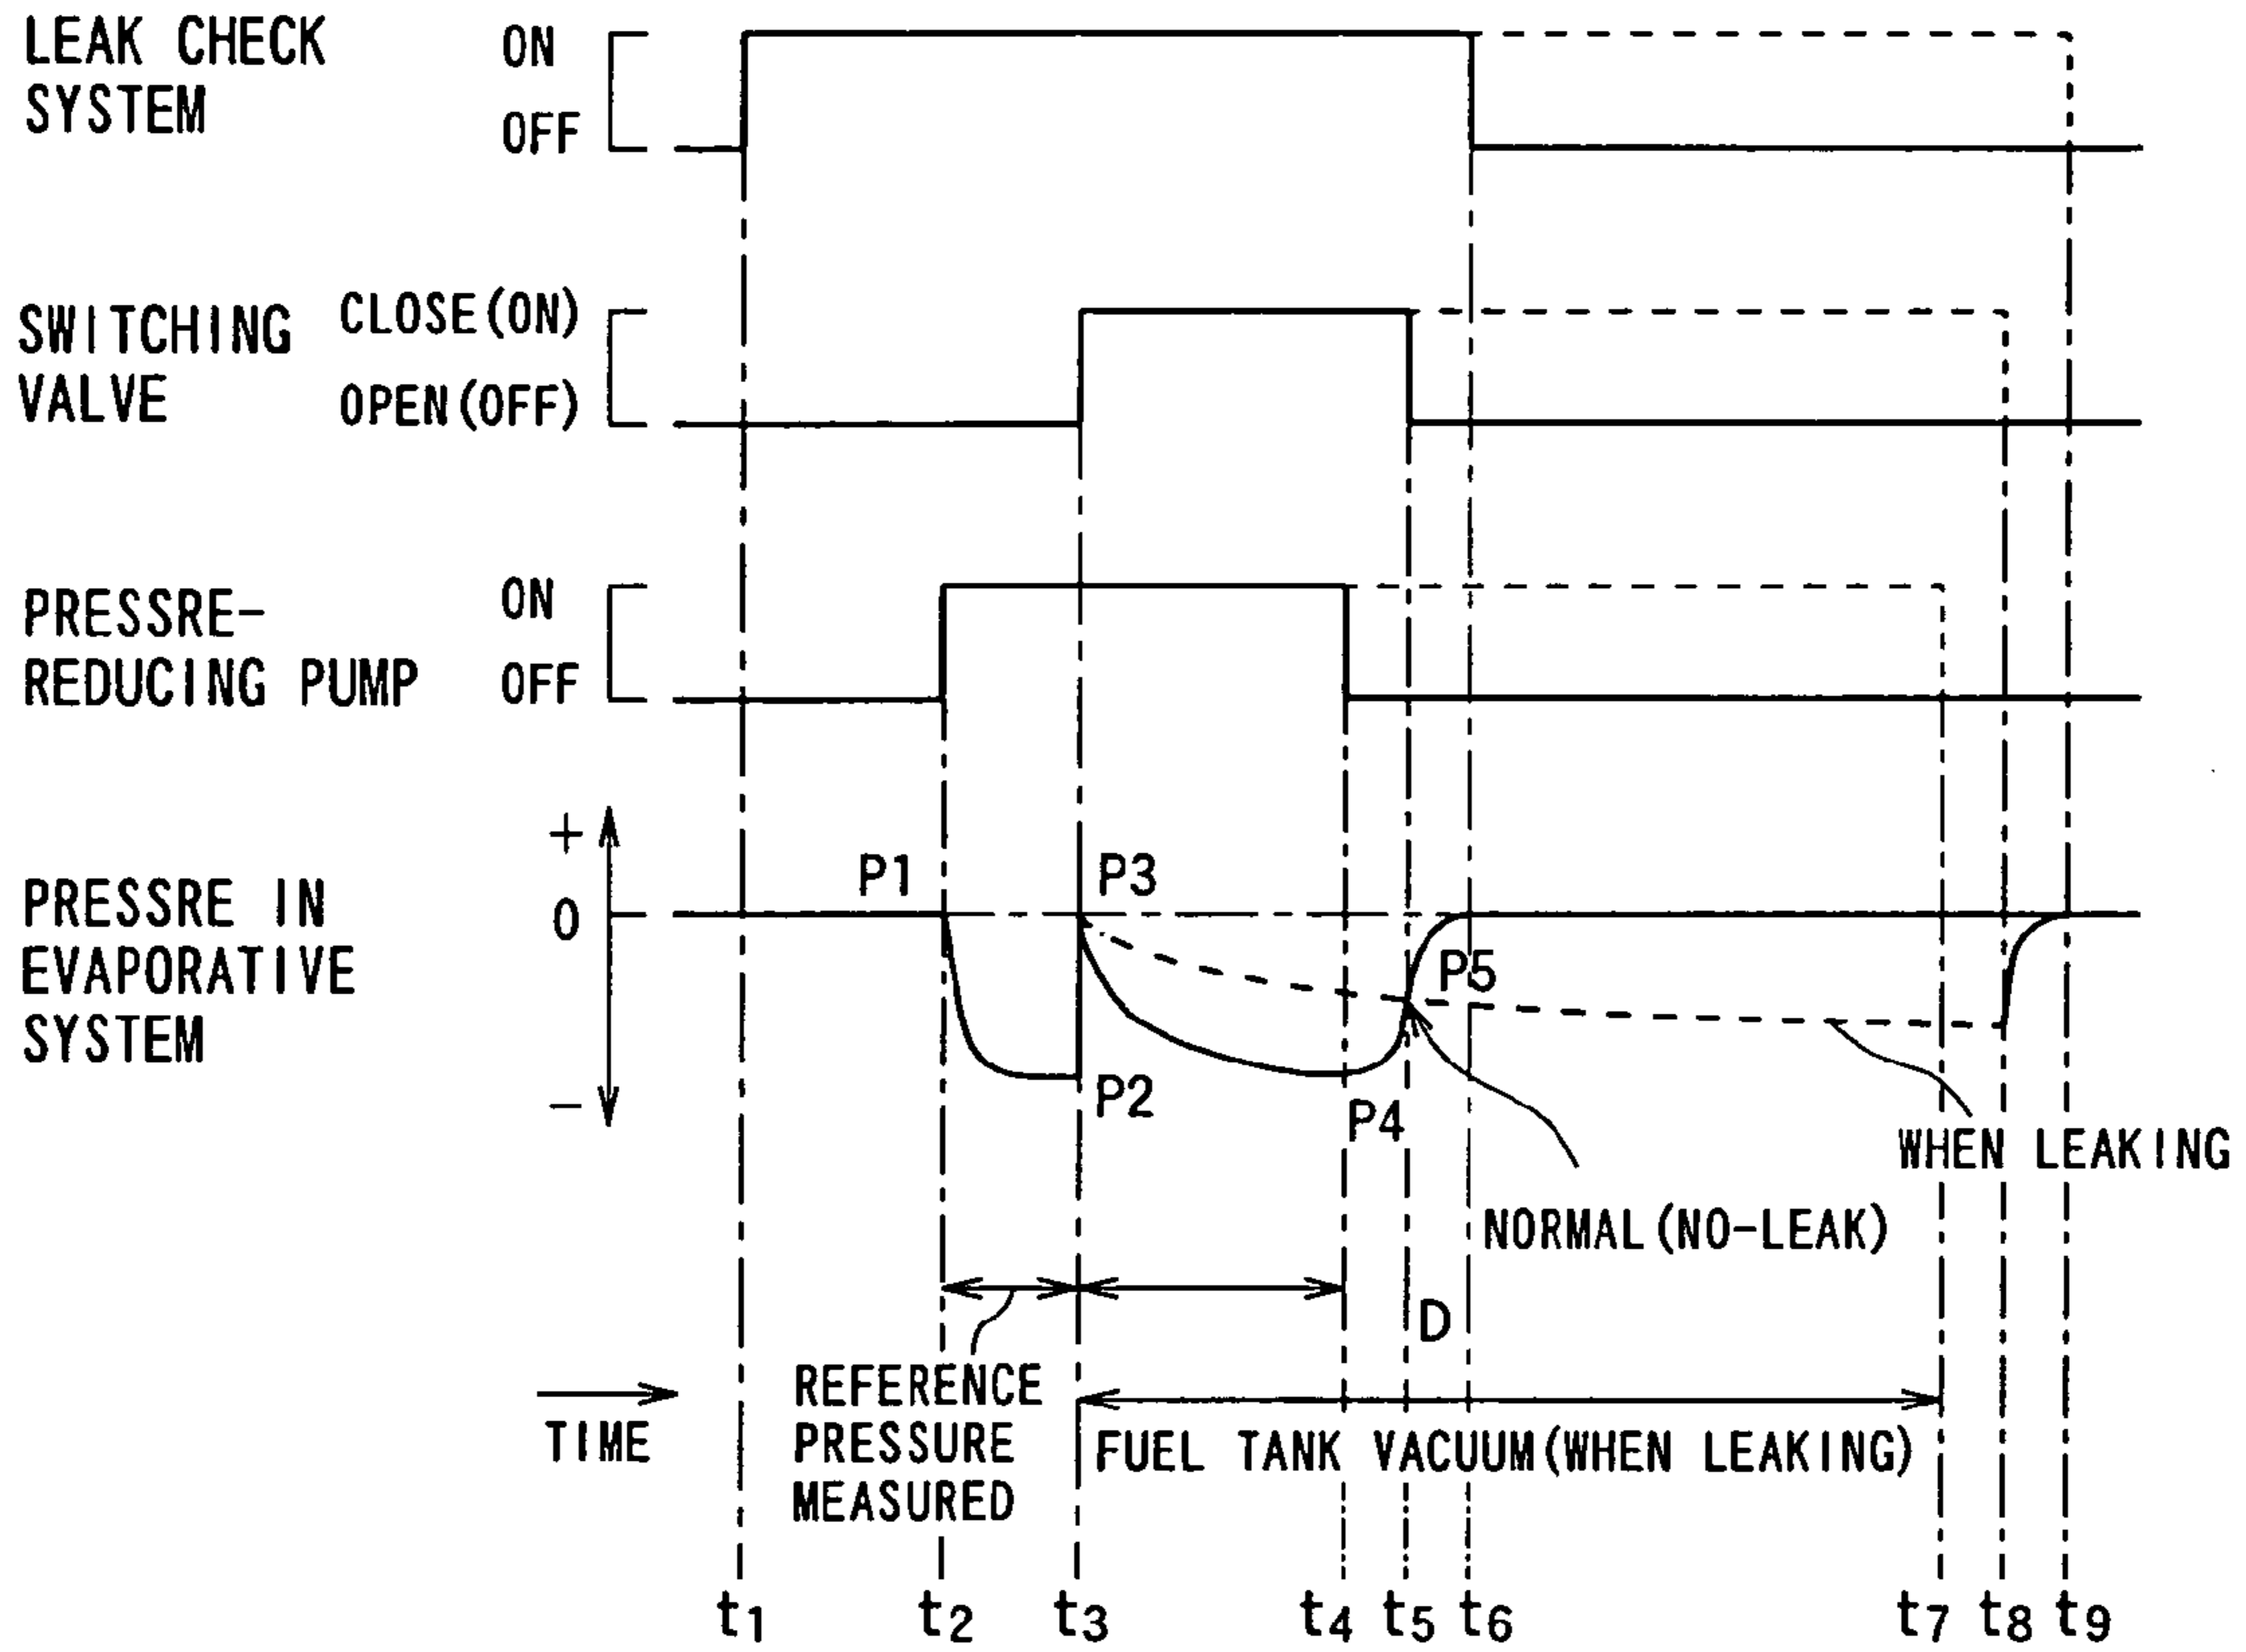 LEAK CHECK
SYSTEM
ON
OFF
SWITCHING
VALVE
CLOSE(ON)
OPEN(OFF)
PRESSRE-
REDUCING PUMP
ON
OFF
PRESSRE IN
EVAPORATIVE
SYSTEM
+
0
-
P1
P3
P2
P5
P4
WHEN LEAKING
NORMAL(NO-LEAK)
D
TIME
REFERENCE
PRESSURE
MEASURED
FUEL TANK VACUUM(WHEN LEAKING)
t1 t2 t3 t4 t5 t6 t7 t8 t9